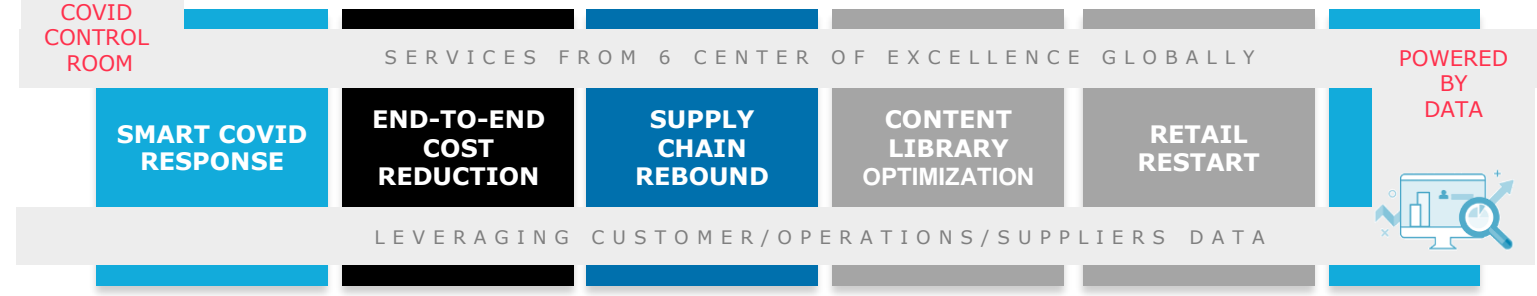 COVID
CONTROL
ROOM
SERVICES FROM 6 CENTER OF EXCELLENCE GLOBALLY
POWERED
BY
DATA
SMART COVID
RESPONSE
END-TO-END
COST
REDUCTION
SUPPLY
CHAIN
REBOUND
CONTENT
LIBRARY
OPTIMIZATION
RETAIL
RESTART
LEVERAGING CUSTOMER/OPERATIONS/SUPPLIERS DATA